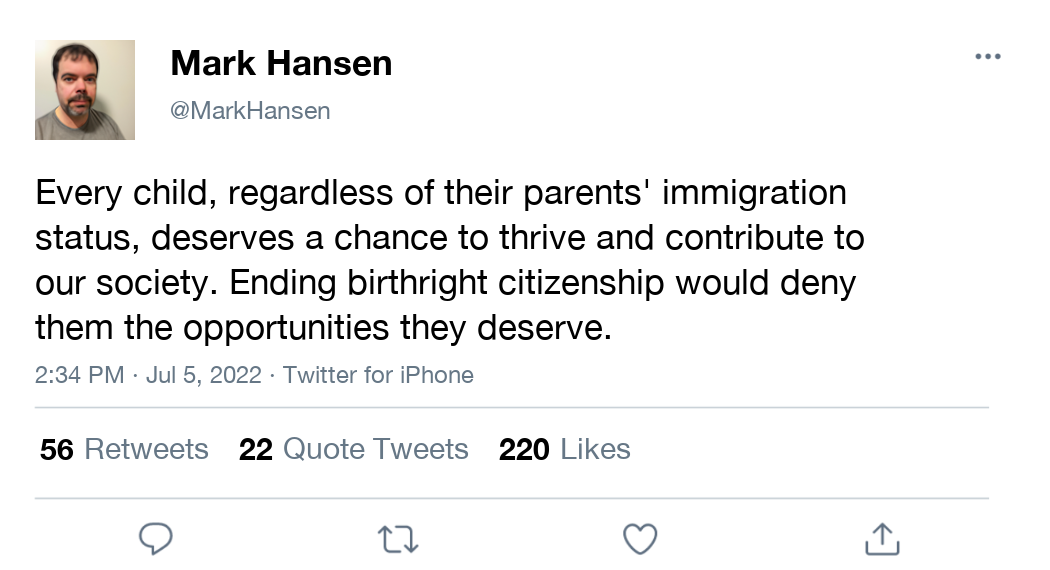 Mark Hansen
@MarkHansen
Every child, regardless of their parents' immigration
status, deserves a chance to thrive and contribute to
our society. Ending birthright citizenship would deny
them the opportunities they deserve.
2:34 PM · Jul 5, 2022 · Twitter for iPhone
56 Retweets 22 Quote Tweets 220 Likes